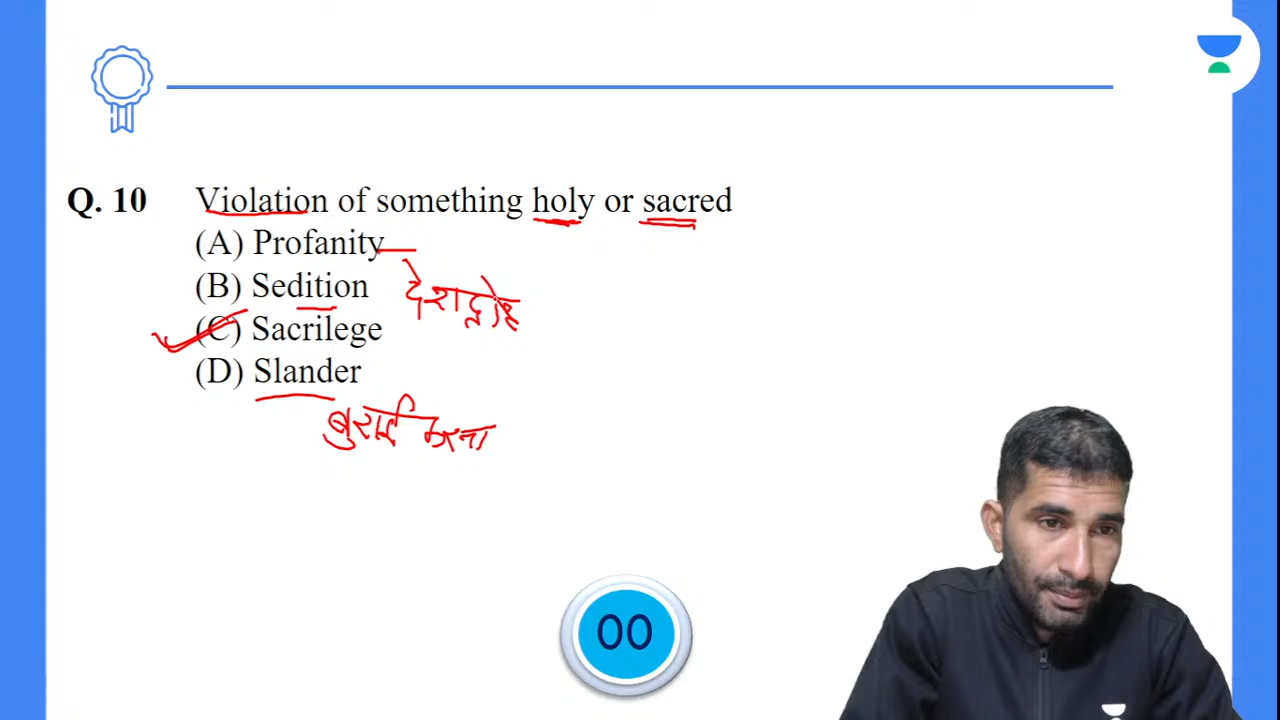 Q. 10 Violation of something holy or sacred
(A) Profanity
(B) Sedition देशद्रोह
(C) Sacrilege
(D) Slander
बुराई करना
00